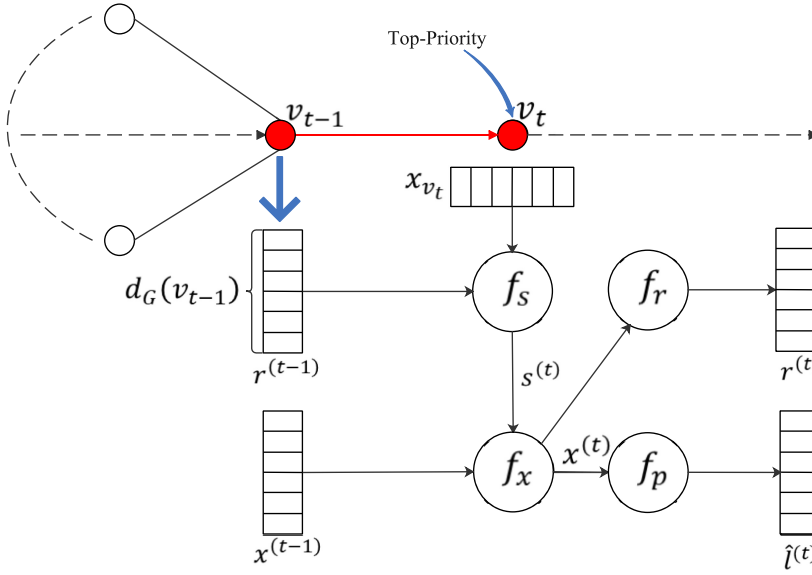 Top-Priority
v_{t-1}
v_t
x_{v_t}
d_G(v_{t-1})
f_s
f_r
r^{(t-1)}
s^{(t)}
r^{(t
x^{(t)}
f_x
f_p
x^{(t-1)}
l̂^{(t)